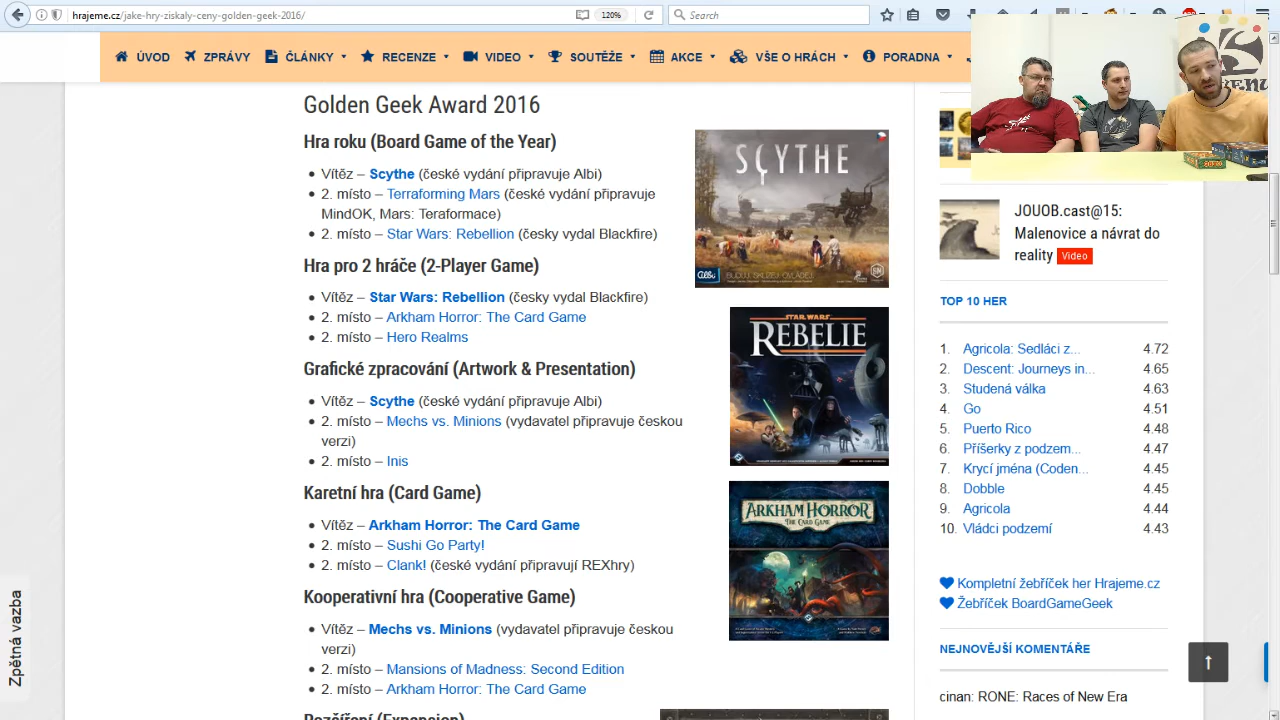 hrajeme.cz/jake-hry-ziskaly-ceny-golden-geek-2016/
120%
Search
ÚVOD
ZPRÁVY
ČLÁNKY
RECENZE
VIDEO
SOUTĚŽE
AKCE
VŠE O HRÁCH
PORADNA
Golden Geek Award 2016
Hra roku (Board Game of the Year)
Vítěz – Scythe (české vydání připravuje Albi)
2. místo – Terraforming Mars (české vydání připravuje
MindOK, Mars: Teraformace)
2. místo – Star Wars: Rebellion (česky vydal Blackfire)
Hra pro 2 hráče (2-Player Game)
Vítěz – Star Wars: Rebellion (česky vydal Blackfire)
2. místo – Arkham Horror: The Card Game
2. místo – Hero Realms
Grafické zpracování (Artwork & Presentation)
Vítěz – Scythe (české vydání připravuje Albi)
2. místo – Mechs vs. Minions (vydavatel připravuje českou
verzi)
2. místo – Inis
Karetní hra (Card Game)
Vítěz – Arkham Horror: The Card Game
2. místo – Sushi Go Party!
2. místo – Clank! (české vydání připravují REXhry)
Kooperativní hra (Cooperative Game)
Vítěz – Mechs vs. Minions (vydavatel připravuje českou
verzi)
2. místo – Mansions of Madness: Second Edition
2. místo – Arkham Horror: The Card Game
Rozšíření (Expansion)
SCYTHE
Albi
BUDUJ, SKLÍZEJ, OVLÁDEJ.
STAR WARS
REBELIE
ARKHAM HORROR
THE CARD GAME
JOUOB.cast@15:
Malenovice a návrat do
reality Video
TOP 10 HER
1. Agricola: Sedláci z... 4.72
2. Descent: Journeys in... 4.65
3. Studená válka 4.63
4. Go 4.51
5. Puerto Rico 4.48
6. Příšerky z podzem... 4.47
7. Krycí jména (Coden... 4.45
8. Dobble 4.45
9. Agricola 4.44
10. Vládci podzemí 4.43
Kompletní žebříček her Hrajeme.cz
Žebříček BoardGameGeek
NEJNOVĚJŠÍ KOMENTÁŘE
cinan: RONE: Races of New Era
Zpětná vazba